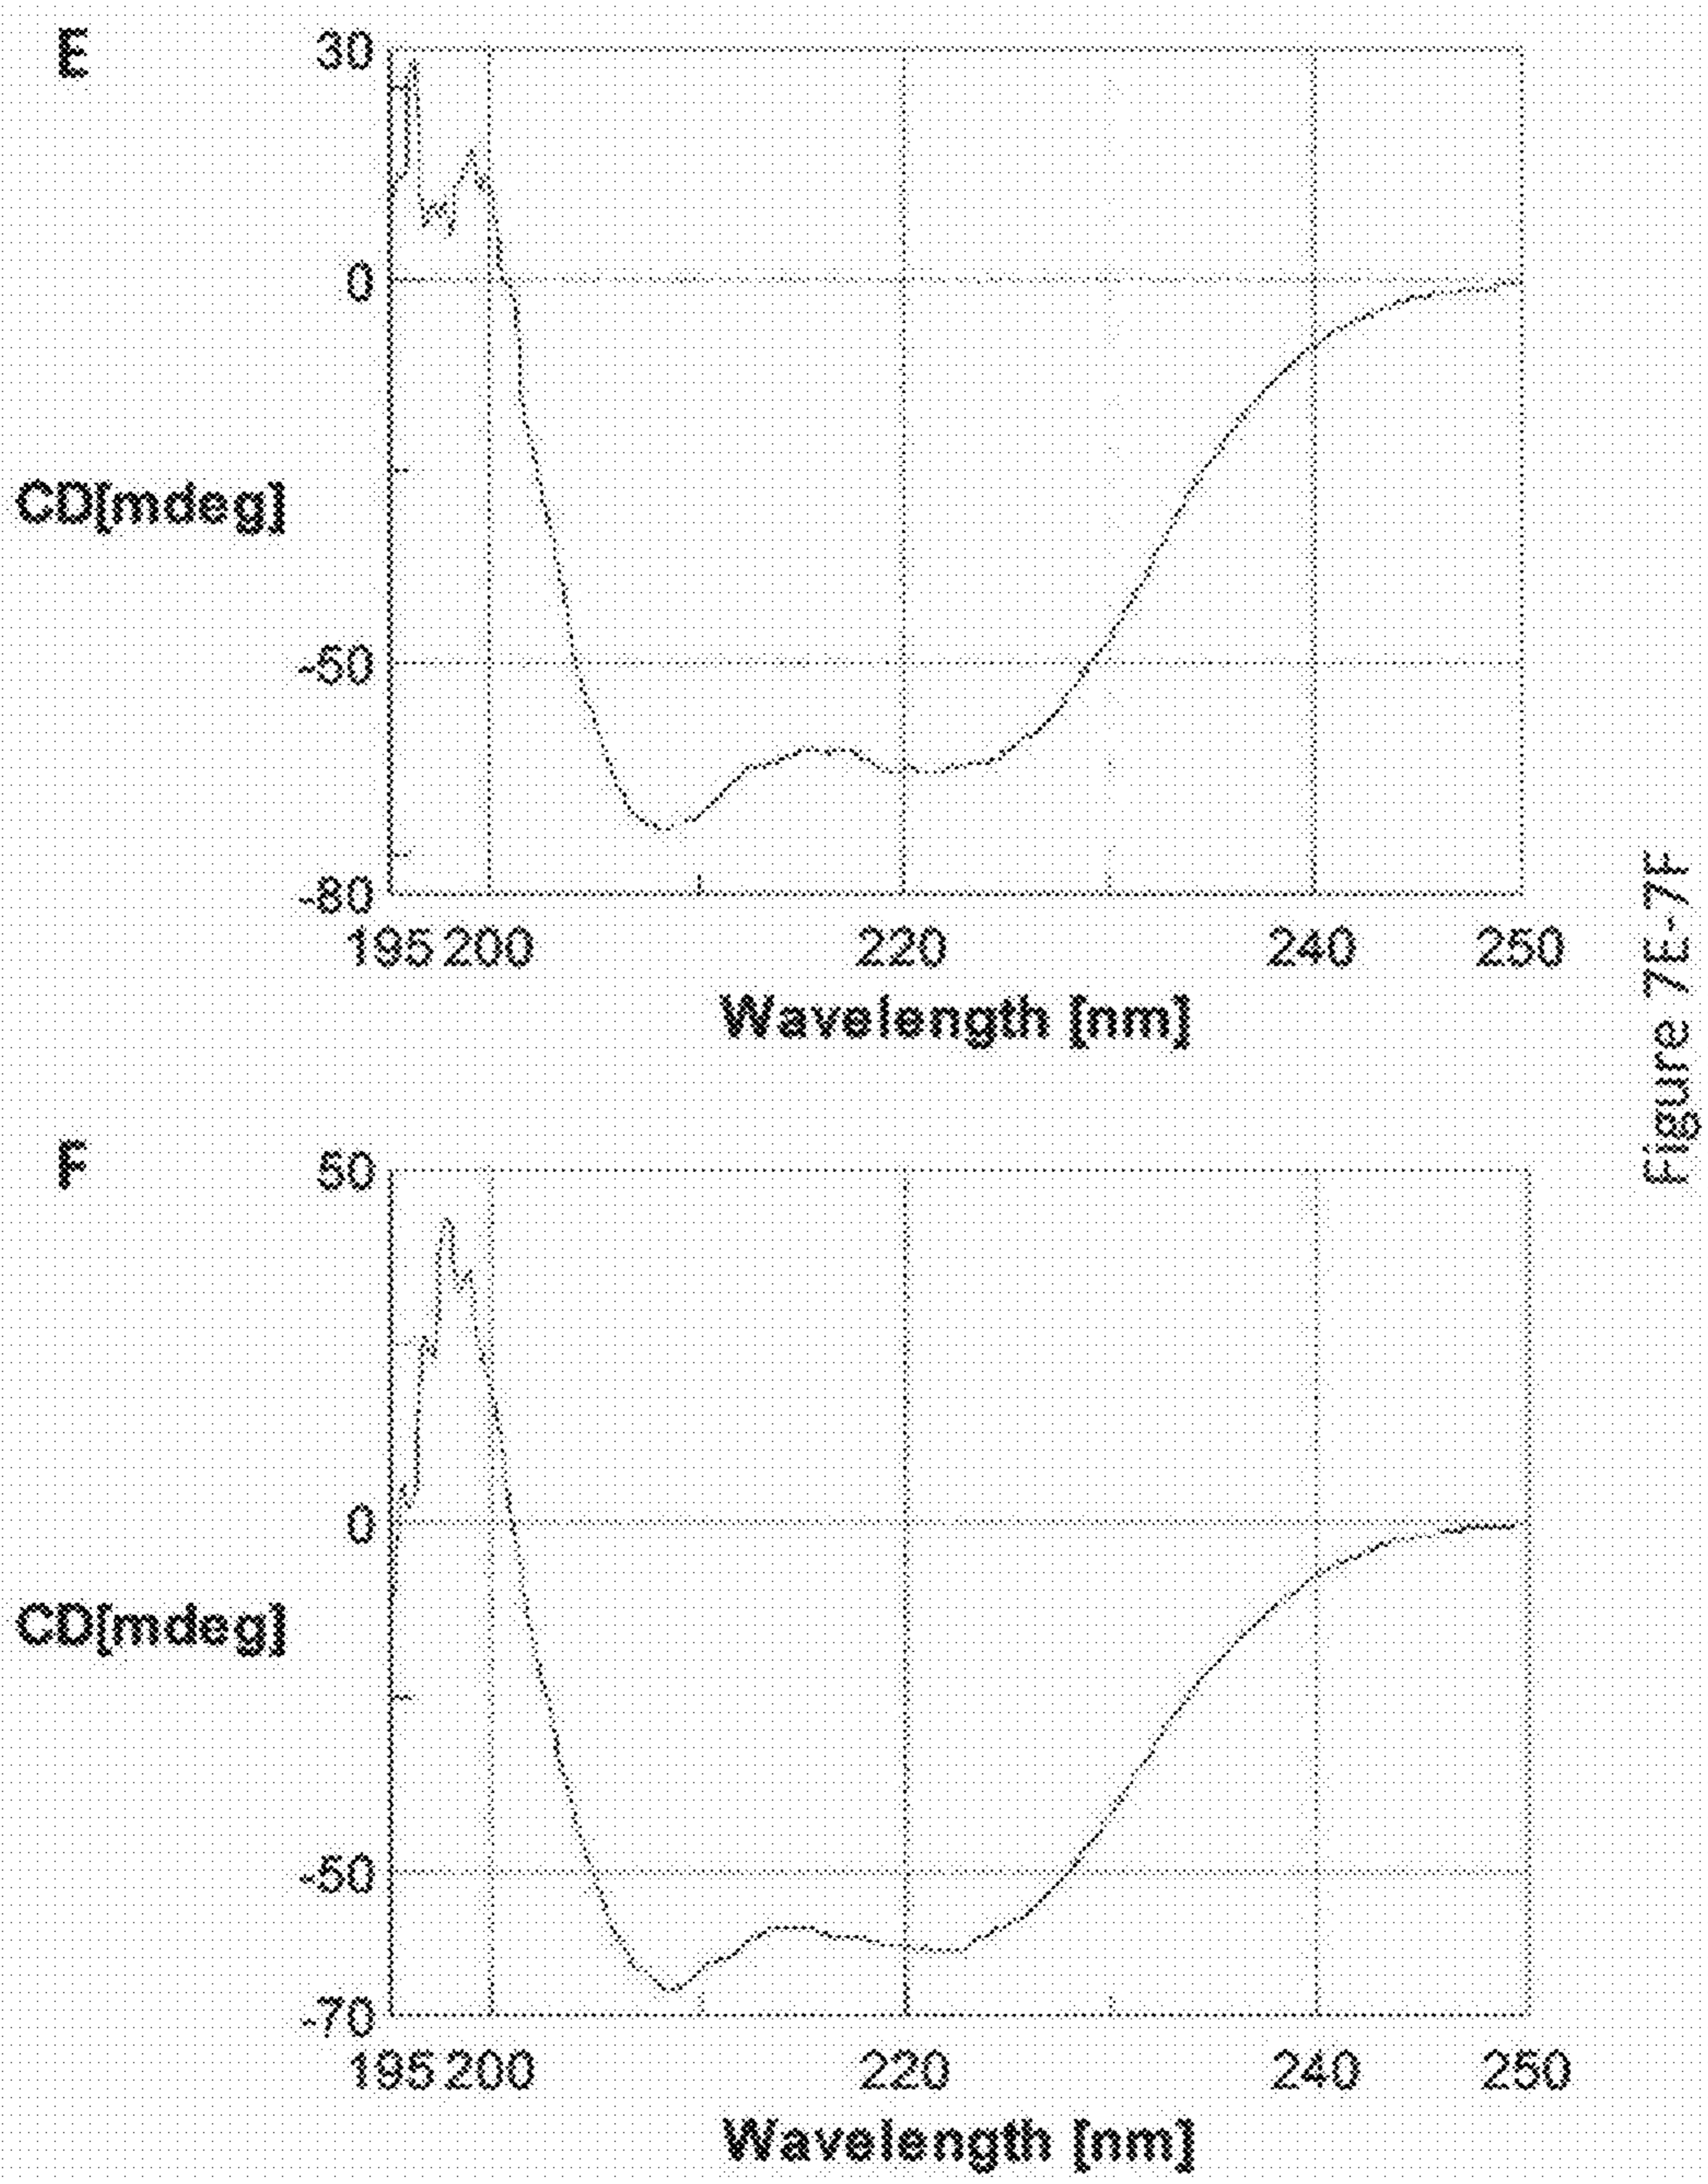 E
30
0
-50
-80
CD[mdeg]
195 200 220 240 250
Wavelength [nm]
F
50
0
-50
-70
CD[mdeg]
195 200 220 240 250
Wavelength [nm]
Figure 7E-7F